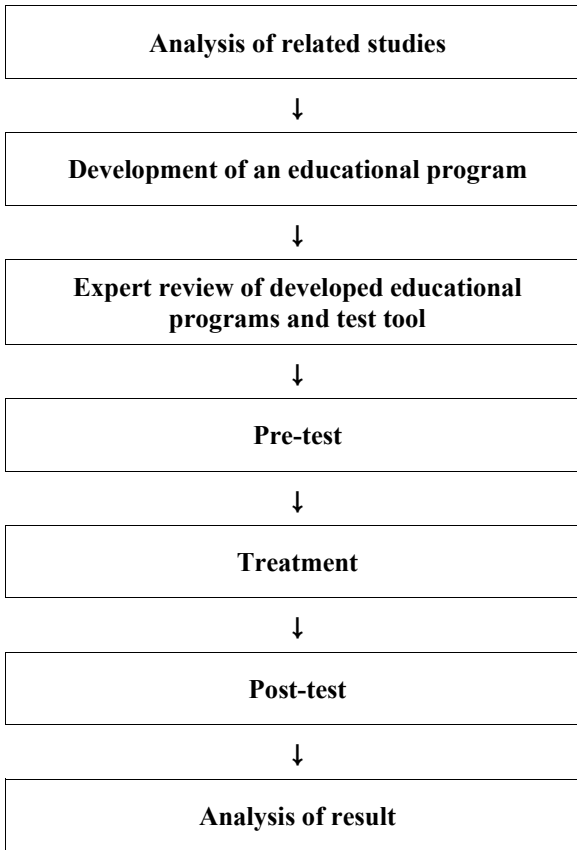 Analysis of related studies
↓
Development of an educational program
↓
Expert review of developed educational
programs and test tool
↓
Pre-test
↓
Treatment
↓
Post-test
↓
Analysis of result